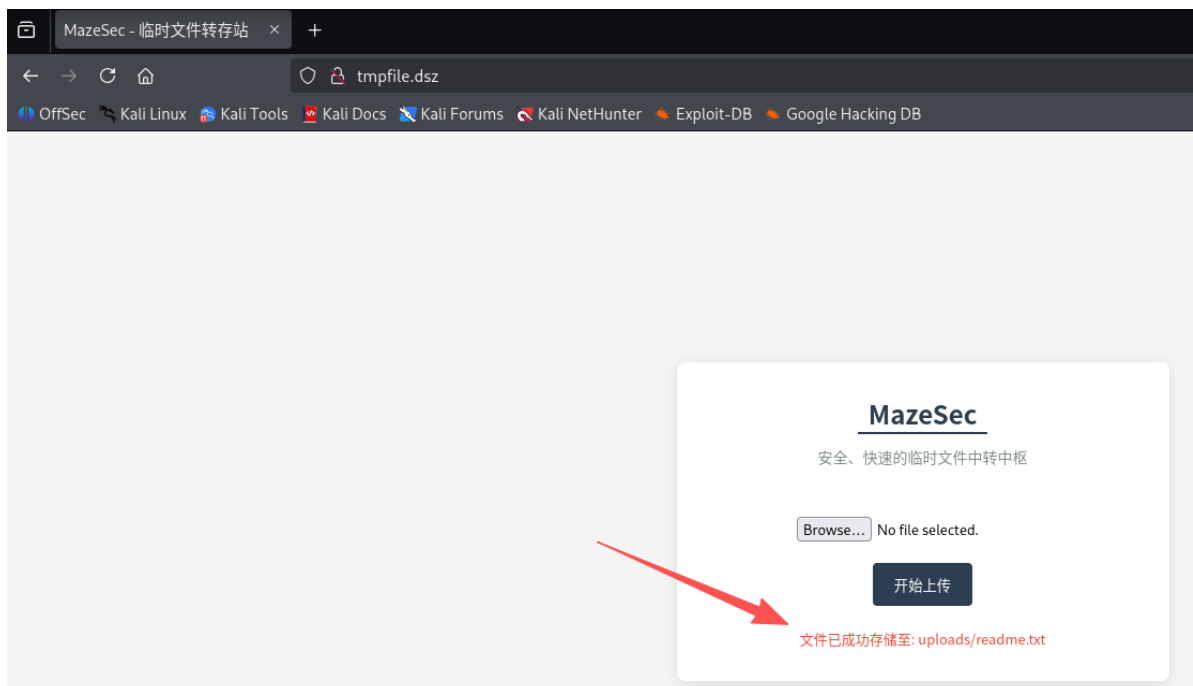 MazeSec - 临时文件转存站
tmpfile.dsz
OffSec Kali Linux Kali Tools Kali Docs Kali Forums Kali NetHunter Exploit-DB Google Hacking DB
MazeSec
安全、快速的临时文件中转中枢
Browse... No file selected.
开始上传
文件已成功存储至: uploads/readme.txt